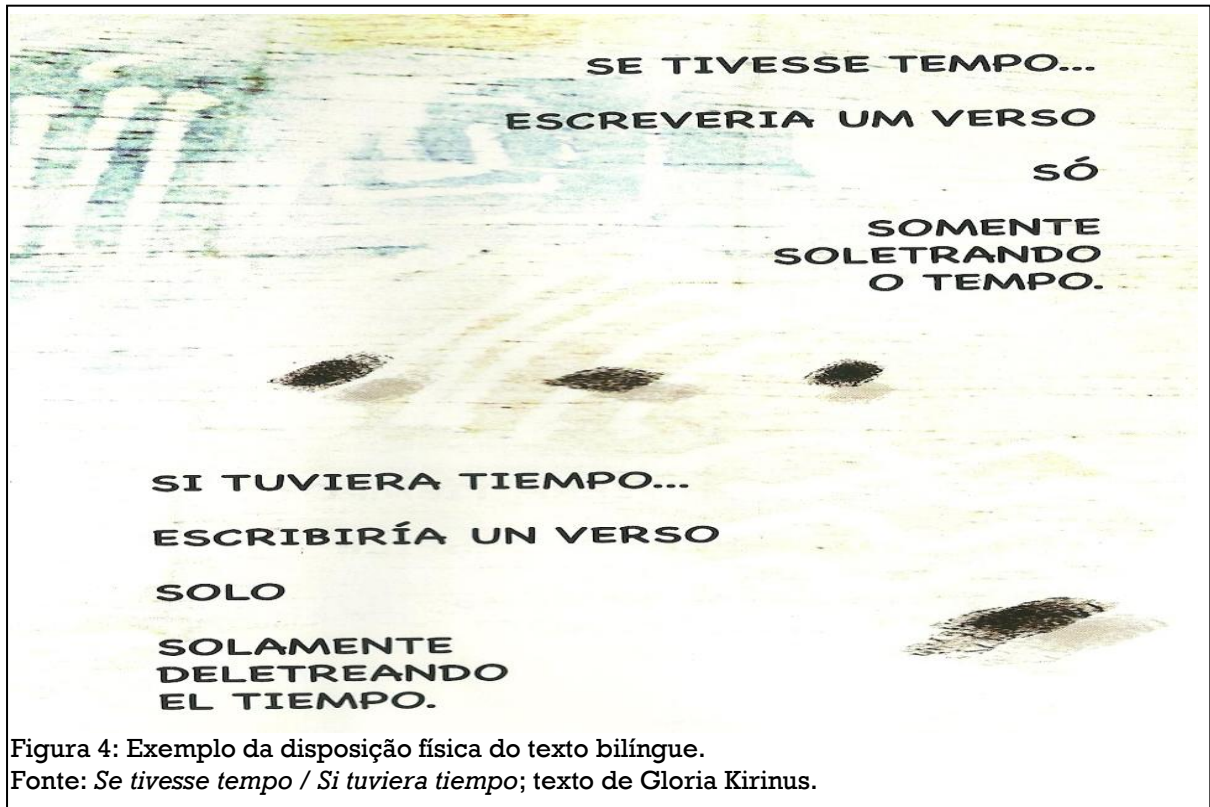 SE TIVESSE TEMPO...
ESCREVERIA UM VERSO
SÓ
SOMENTE
SOLETRANDO
O TEMPO.
SI TUVIERA TIEMPO...
ESCRIBIRÍA UN VERSO
SOLO
SOLAMENTE
DELETREANDO
EL TIEMPO.
Figura 4: Exemplo da disposição física do texto bilíngue.
Fonte: Se tivesse tempo / Si tuviera tiempo; texto de Gloria Kirinus.